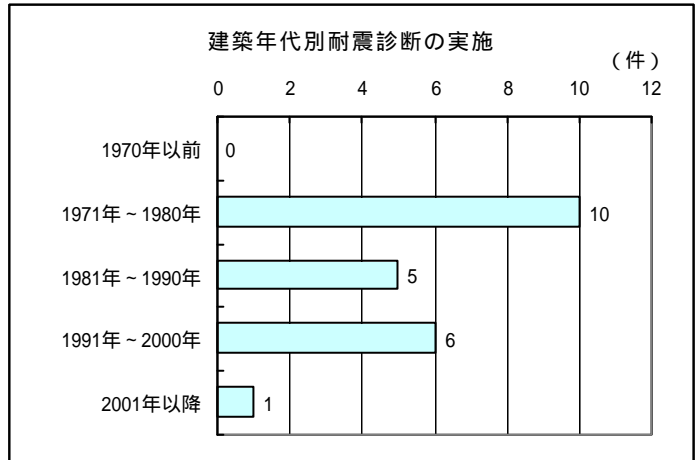 建築年代別耐震診断の実施
（件）
0 2 4 6 8 10 12
1970年以前 0
1971年～1980年 10
1981年～1990年 5
1991年～2000年 6
2001年以降 1